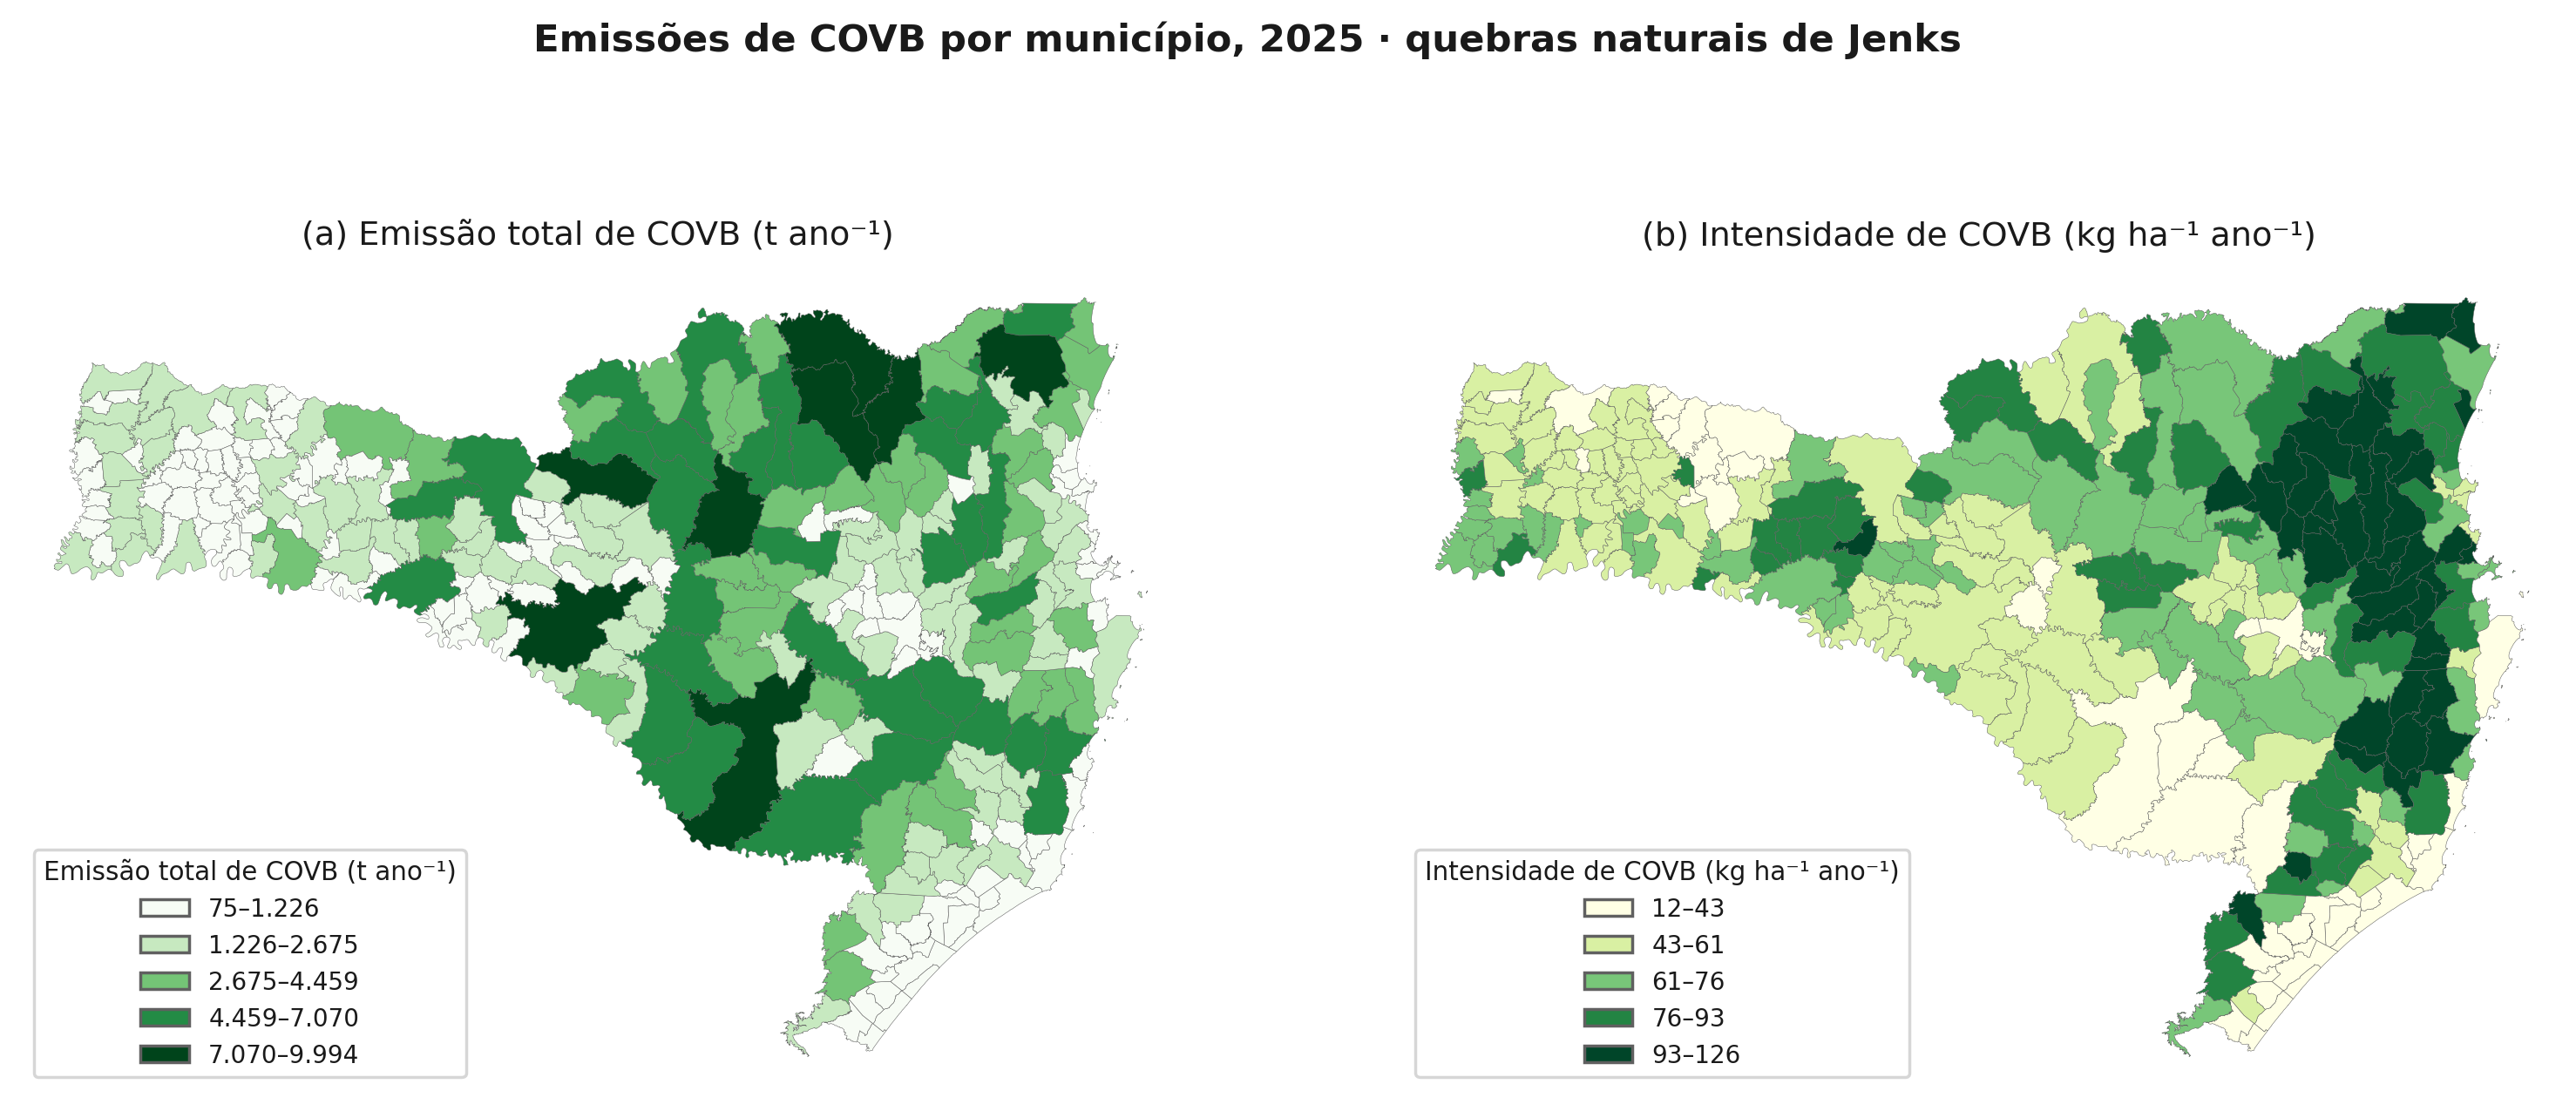 Emissões de COVB por município, 2025 · quebras naturais de Jenks
(a) Emissão total de COVB (t ano⁻¹)
(b) Intensidade de COVB (kg ha⁻¹ ano⁻¹)
Emissão total de COVB (t ano⁻¹)
75–1.226
1.226–2.675
2.675–4.459
4.459–7.070
7.070–9.994
Intensidade de COVB (kg ha⁻¹ ano⁻¹)
12–43
43–61
61–76
76–93
93–126